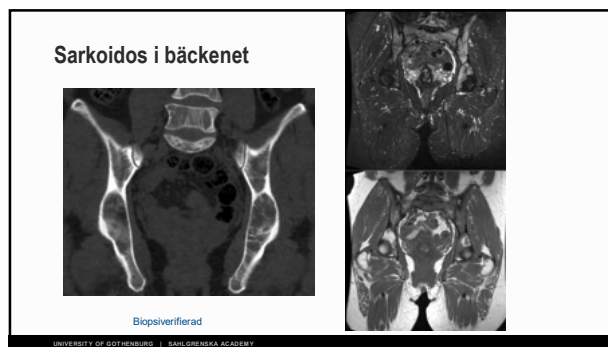 Sarkoidos i bäckenet
Biopsiverifierad
UNIVERSITY OF GOTHENBURG | SAHLGRENSKA ACADEMY